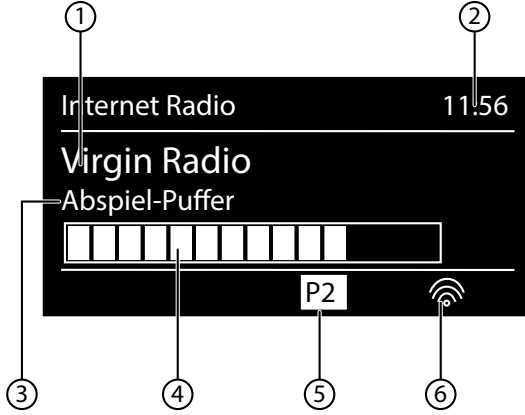 1 2
Internet Radio 11:56
Virgin Radio
3 Abspiel-Puffer
P2
4 5 6